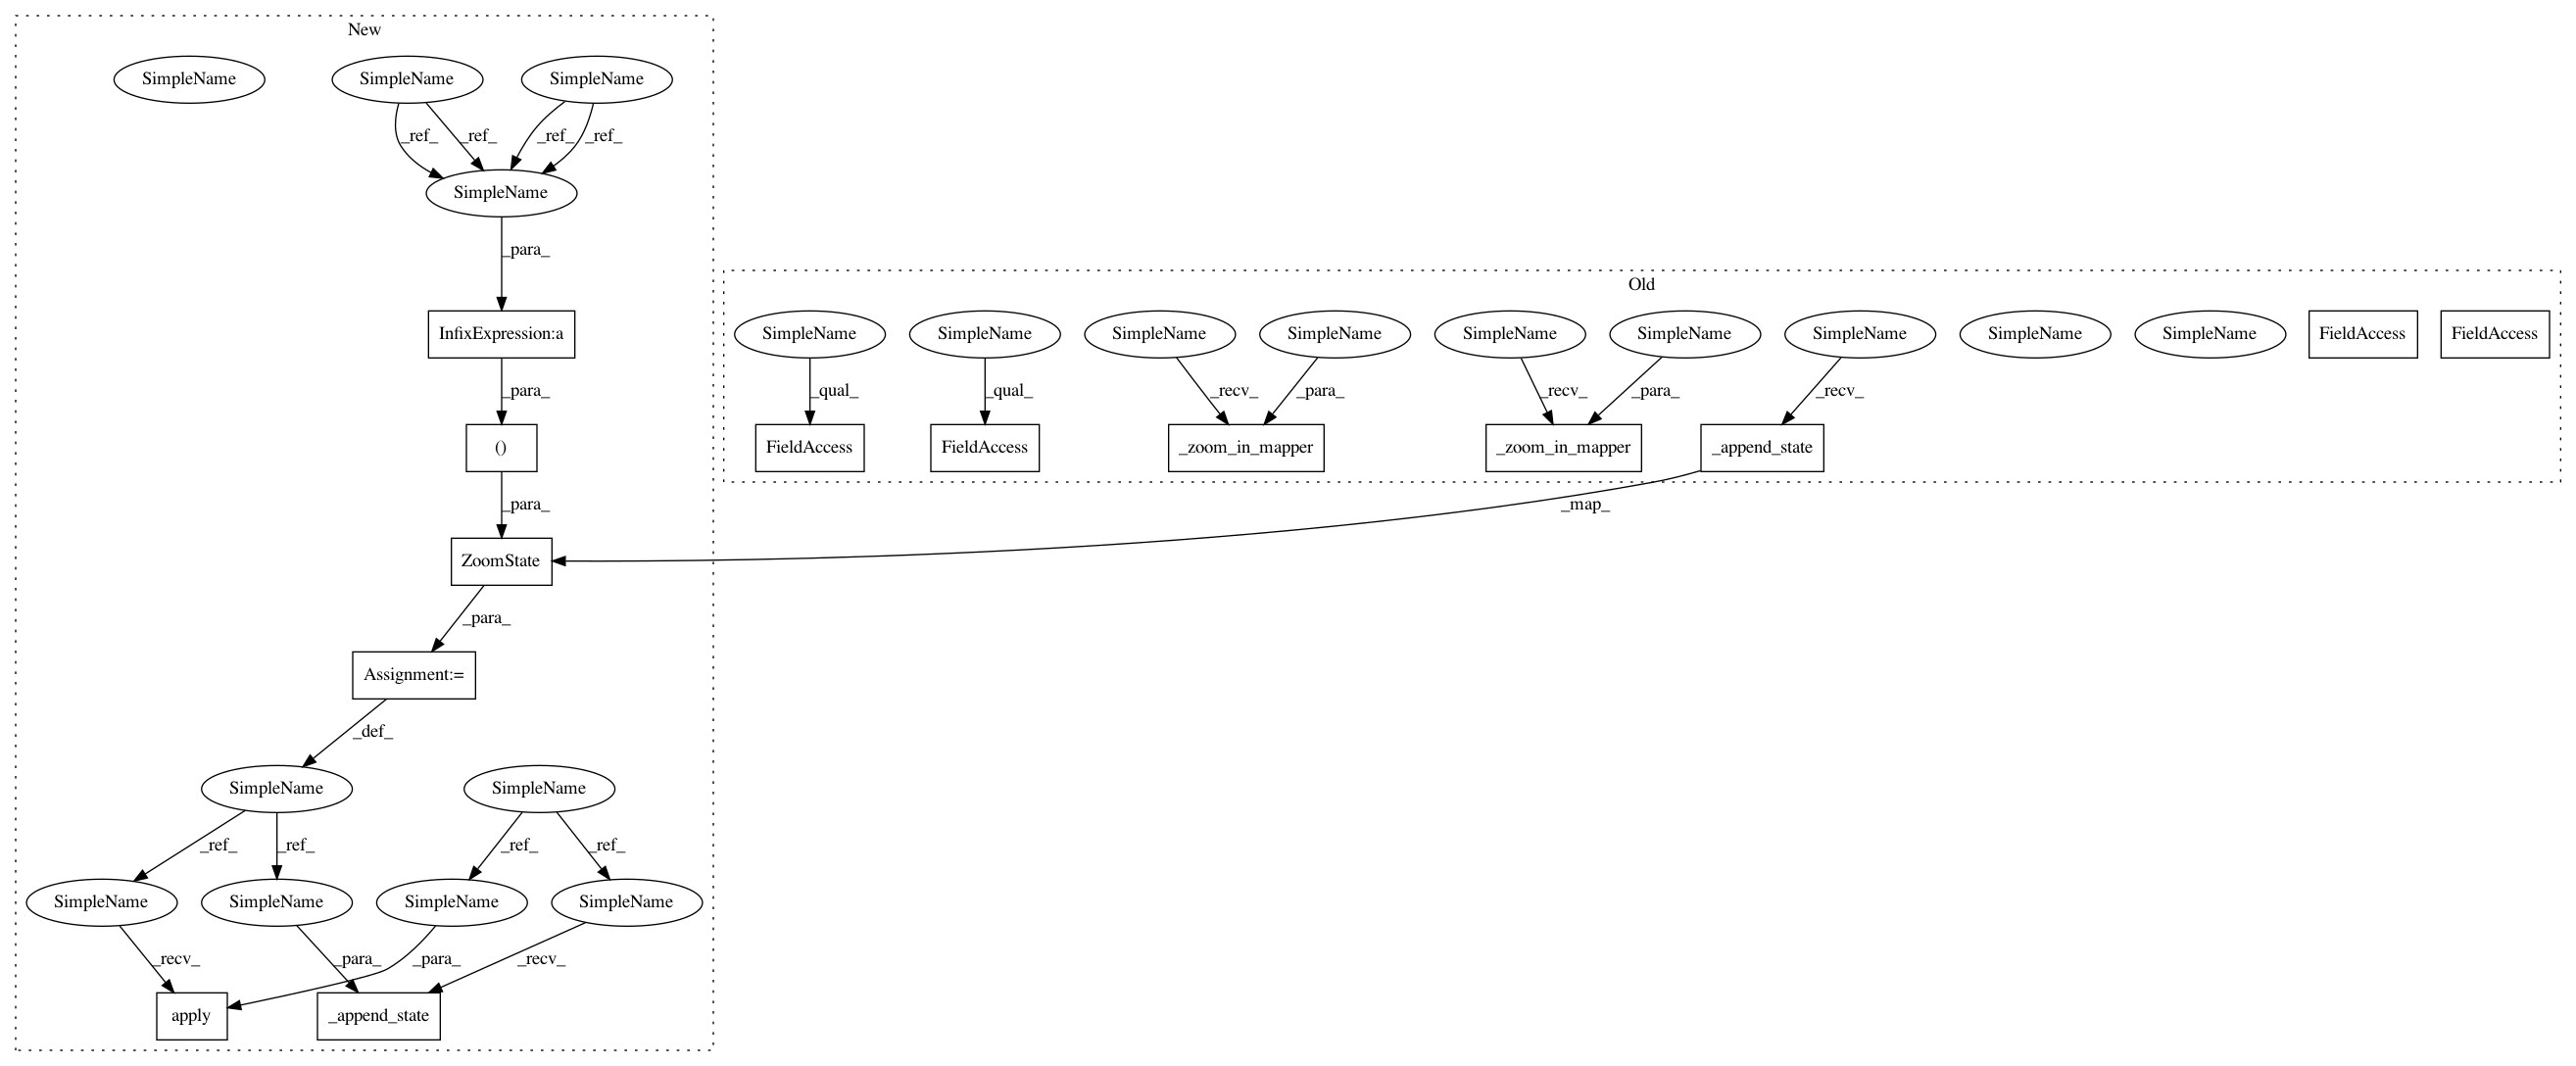 New
SimpleName
SimpleName
SimpleName
_ref_
_ref_
_ref_
_ref_
SimpleName
_para_
Old
InfixExpression:a
SimpleName
SimpleName
SimpleName
SimpleName
SimpleName
SimpleName
SimpleName
SimpleName
SimpleName
FieldAccess
FieldAccess
_para_
_qual_
_qual_
_recv_
_para_
_recv_
_para_
_recv_
()
FieldAccess
FieldAccess
_zoom_in_mapper
_zoom_in_mapper
_append_state
_para_
_map_
ZoomState
_para_
Assignment:=
_def_
SimpleName
SimpleName
_ref_
_ref_
_ref_
_ref_
SimpleName
SimpleName
SimpleName
SimpleName
_recv_
_para_
_para_
_recv_
apply
_append_state